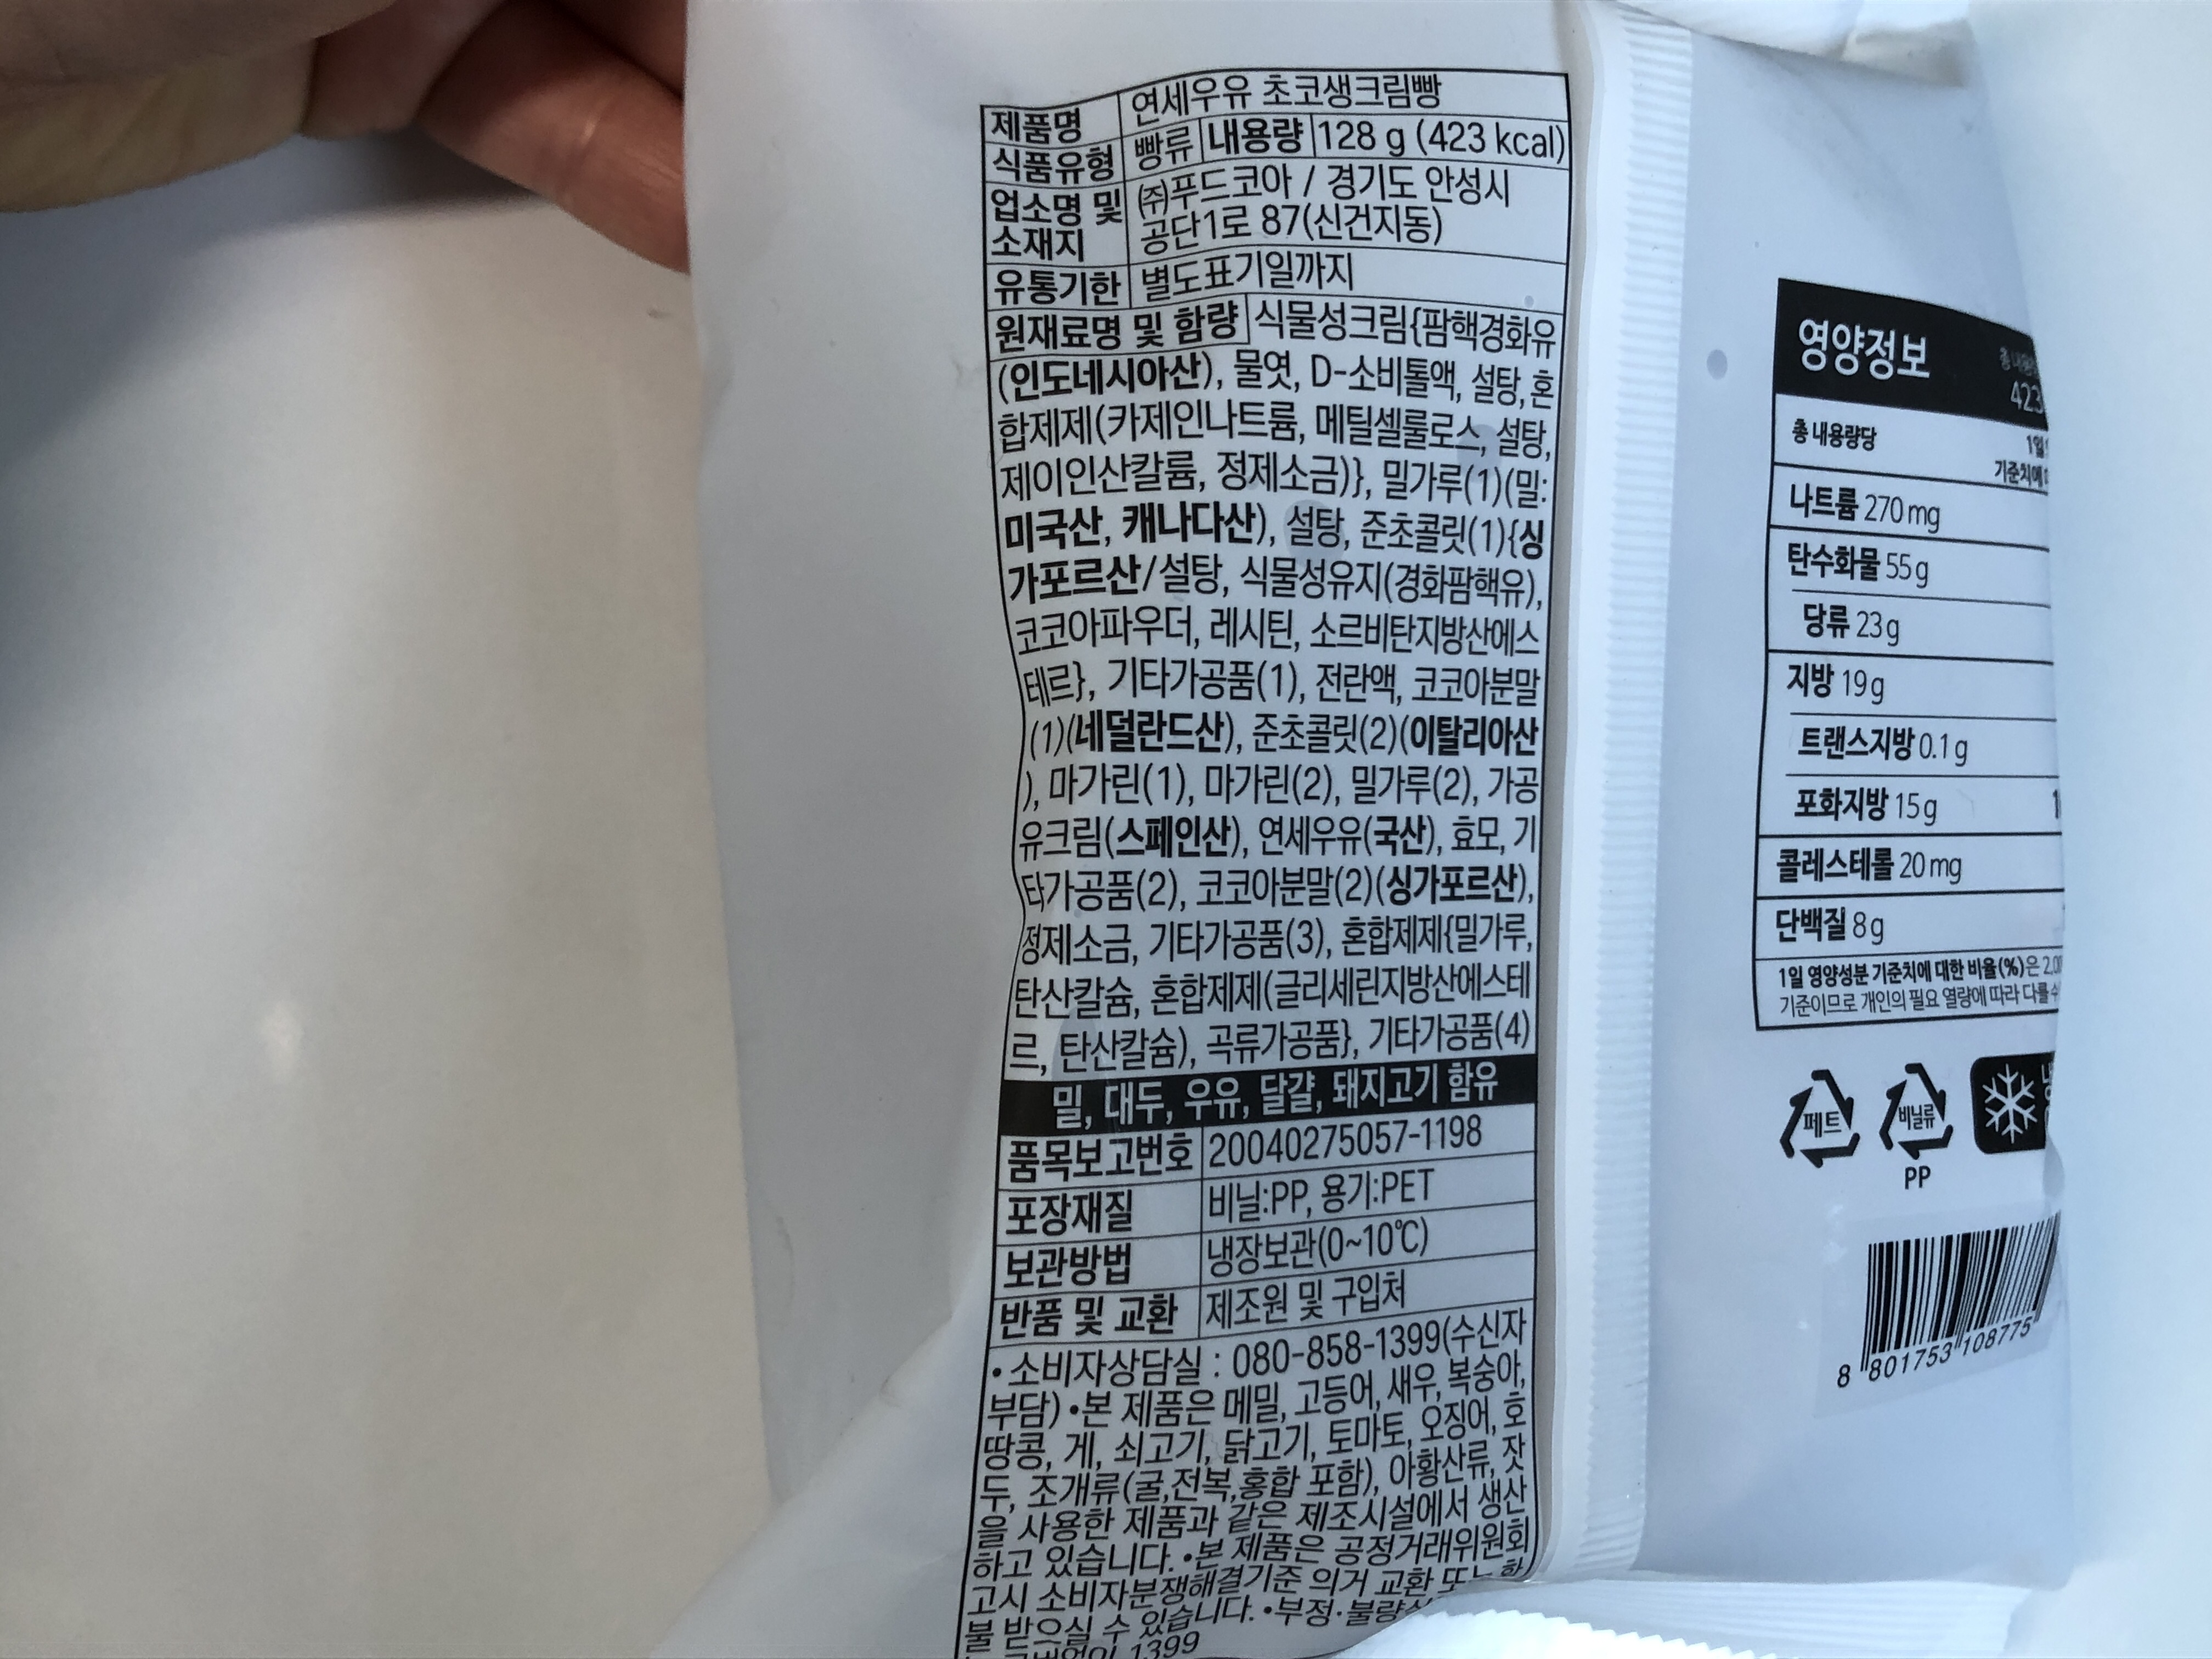 제품명 연세우유 초코생크림빵
식품유형 빵류 내용량 128 g (423 kcal)
업소명 및 소재지 ㈜푸드코아 / 경기도 안성시
공단1로 87(신건지동)
유통기한 별도표기일까지
원재료명 및 함량 식물성크림{팜핵경화유
(인도네시아산), 물엿, D-소비톨액, 설탕, 혼
합제제(카제인나트륨, 메틸셀룰로스, 설탕,
제이인산칼륨, 정제소금)}, 밀가루(1)(밀:
미국산, 캐나다산), 설탕, 준초콜릿(1){싱
가포르산/설탕, 식물성유지(경화팜핵유),
코코아파우더, 레시틴, 소르비탄지방산에스
테르}, 기타가공품(1), 전란액, 코코아분말
(1)(네덜란드산), 준초콜릿(2)(이탈리아산
), 마가린(1), 마가린(2), 밀가루(2), 가공
유크림(스페인산), 연세우유(국산), 효모, 기
타가공품(2), 코코아분말(2)(싱가포르산),
정제소금, 기타가공품(3), 혼합제제{밀가루,
탄산칼슘, 혼합제제(글리세린지방산에스테
르, 탄산칼슘), 곡류가공품}, 기타가공품(4)
밀, 대두, 우유, 달걀, 돼지고기 함유
품목보고번호 20040275057-1198
포장재질 비닐:PP, 용기:PET
보관방법 냉장보관(0~10℃)
반품 및 교환 제조원 및 구입처
•소비자상담실 : 080-858-1399(수신자
부담) •본 제품은 메밀, 고등어, 새우, 복숭아,
땅콩, 게, 쇠고기, 닭고기, 토마토, 오징어, 호
두, 조개류(굴,전복,홍합 포함), 아황산류, 잣
을 사용한 제품과 같은 제조시설에서 생산
하고 있습니다. •본 제품은 공정거래위원회
고시 소비자분쟁해결기준 의거 교환 또는 환
불 받으실 수 있습니다. •부정·불량
1399
영양정보
423
총 내용량당
1일
기준치에
나트륨 270 mg
탄수화물 55 g
당류 23 g
지방 19 g
트랜스지방 0.1 g
포화지방 15 g
콜레스테롤 20 mg
단백질 8 g
1일 영양성분 기준치에 대한 비율(%)은
기준이므로 개인의 필요 열량에 따라 다를
페트
비닐류
PP
8 801753 108775